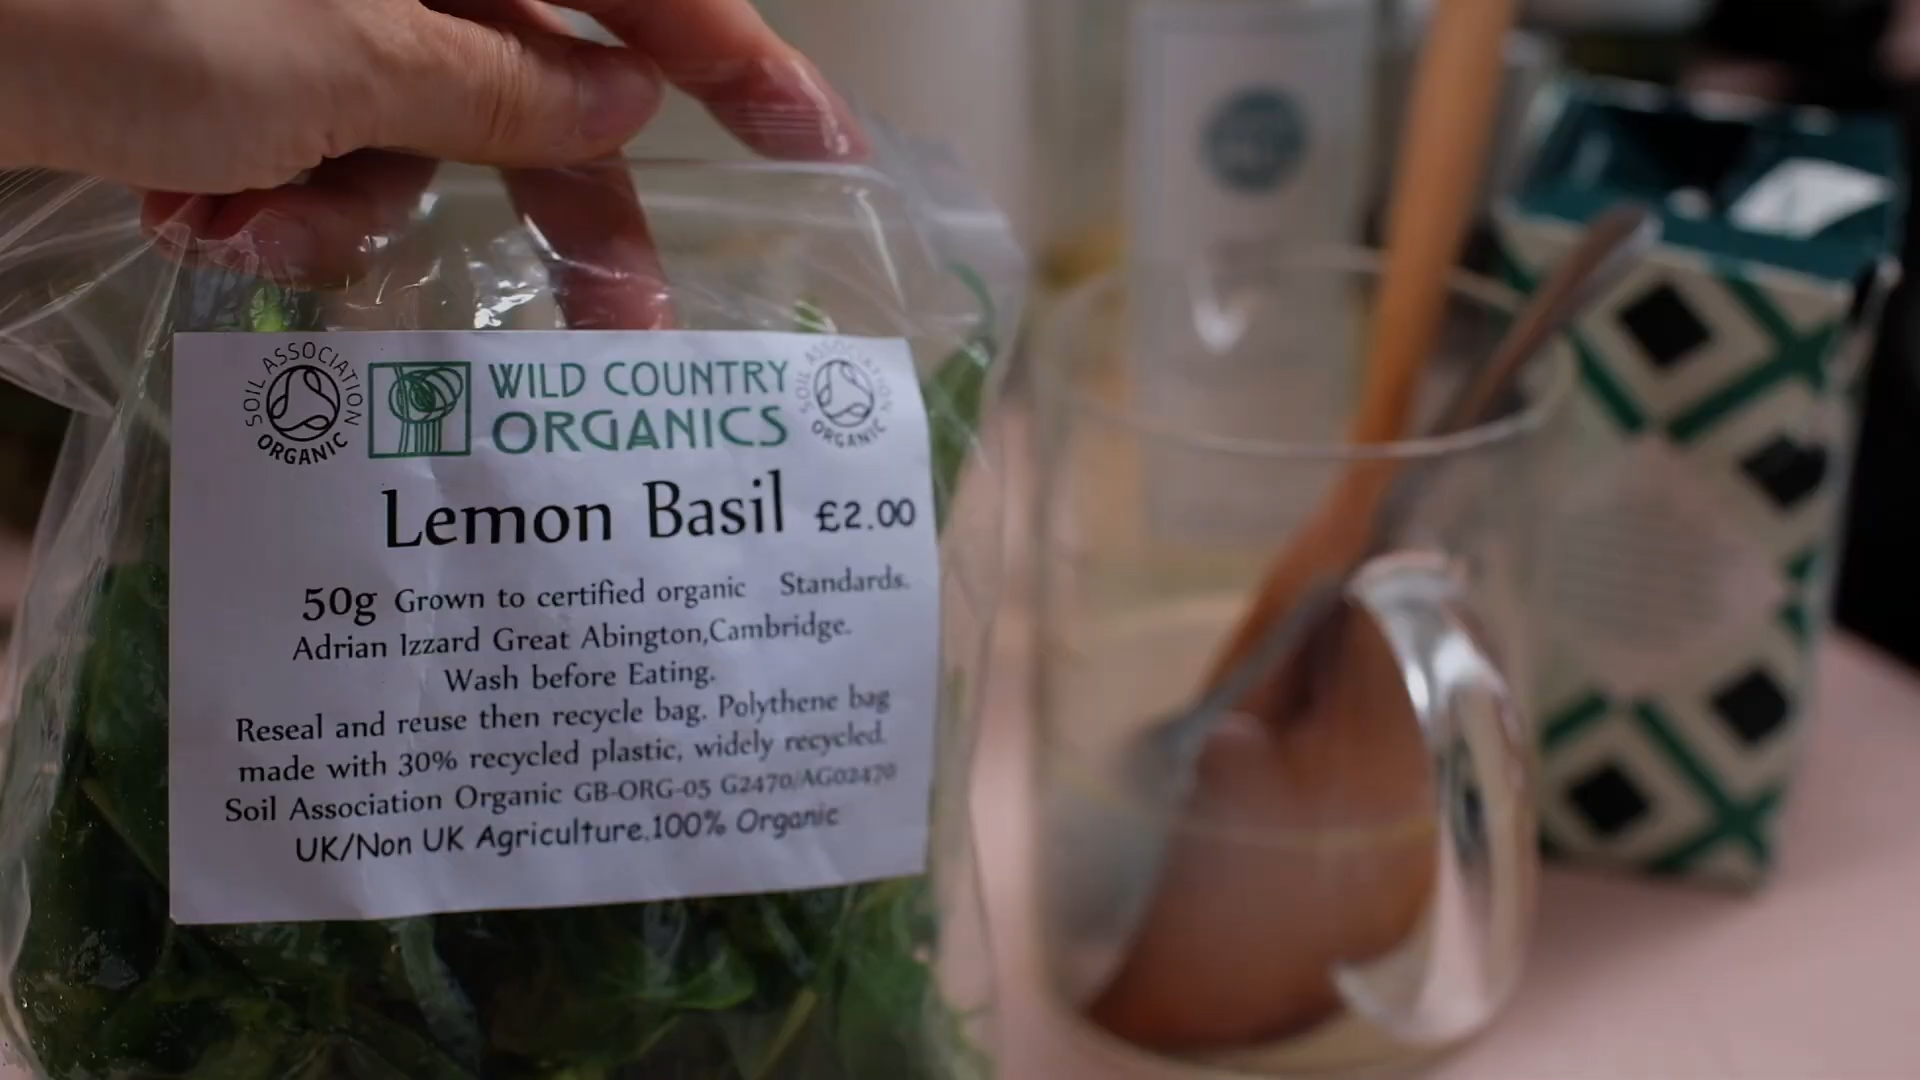 SOIL ASSOCIATION ORGANIC
WILD COUNTRY
ORGANICS
SOIL ASSOCIATION ORGANIC
Lemon Basil £2.00
50g Grown to certified organic Standards.
Adrian Izzard Great Abington,Cambridge.
Wash before Eating.
Reseal and reuse then recycle bag. Polythene bag
made with 30% recycled plastic, widely recycled.
Soil Association Organic GB-ORG-05 G2470/AG02470
UK/Non UK Agriculture.100% Organic